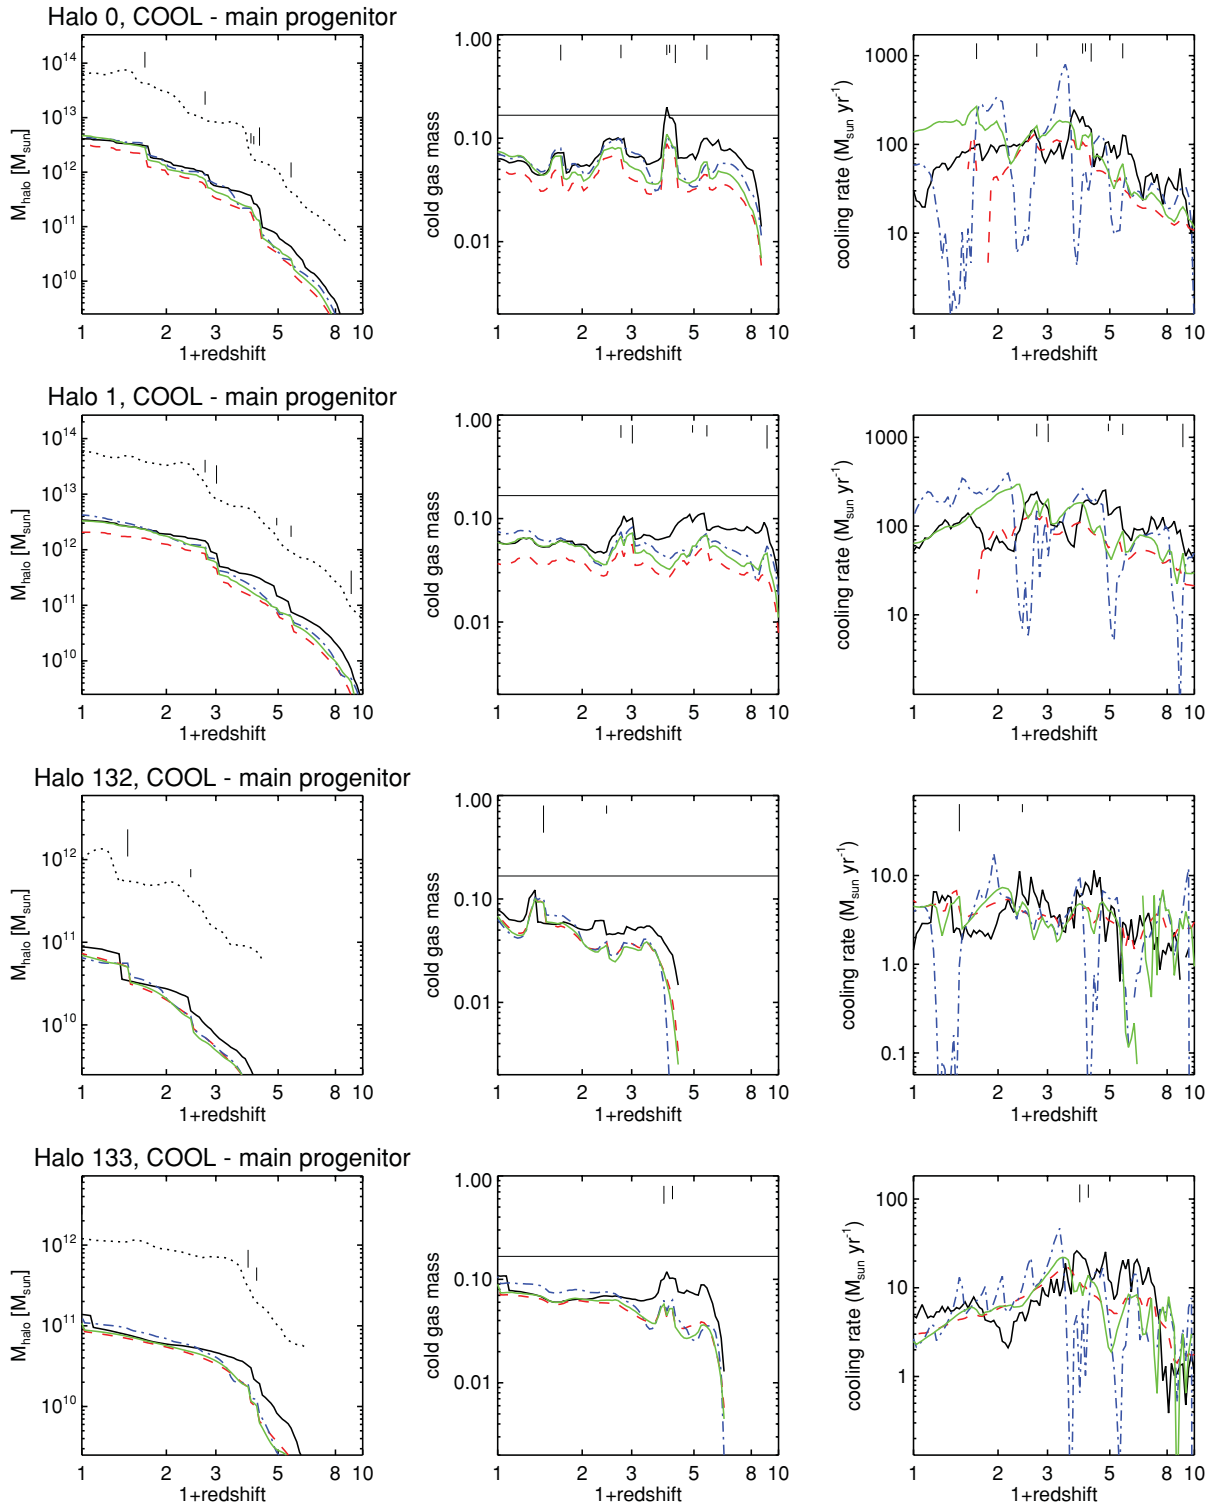 Halo 0, COOL - main progenitor
M_halo [M_sun]
10^14
10^13
10^12
10^11
10^10
1 2 3 5 8 10
1+redshift
cold gas mass
1.00
0.10
0.01
1 2 3 5 8 10
1+redshift
cooling rate (M_sun yr^-1)
1000
100
10
1 2 3 5 8 10
1+redshift
Halo 1, COOL - main progenitor
M_halo [M_sun]
10^14
10^13
10^12
10^11
10^10
1 2 3 5 8 10
1+redshift
cold gas mass
1.00
0.10
0.01
1 2 3 5 8 10
1+redshift
cooling rate (M_sun yr^-1)
1000
100
10
1 2 3 5 8 10
1+redshift
Halo 132, COOL - main progenitor
M_halo [M_sun]
10^12
10^11
10^10
1 2 3 5 8 10
1+redshift
cold gas mass
1.00
0.10
0.01
1 2 3 5 8 10
1+redshift
cooling rate (M_sun yr^-1)
10.0
1.0
0.1
1 2 3 5 8 10
1+redshift
Halo 133, COOL - main progenitor
M_halo [M_sun]
10^12
10^11
10^10
1 2 3 5 8 10
1+redshift
cold gas mass
1.00
0.10
0.01
1 2 3 5 8 10
1+redshift
cooling rate (M_sun yr^-1)
100
10
1
1 2 3 5 8 10
1+redshift